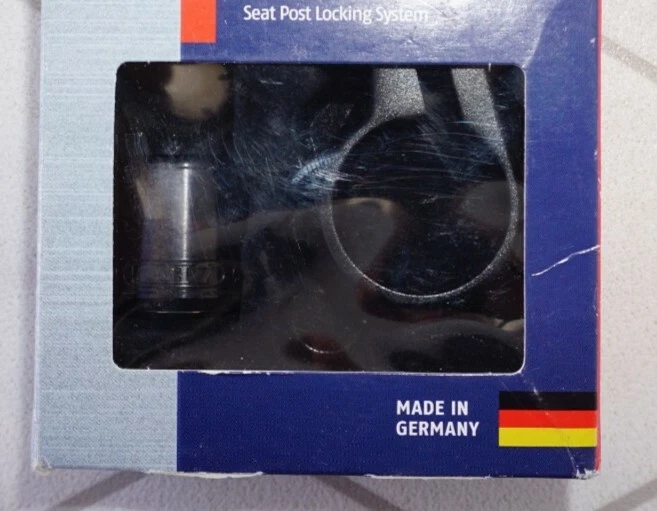 Seat Post Locking System
MADE IN
GERMANY